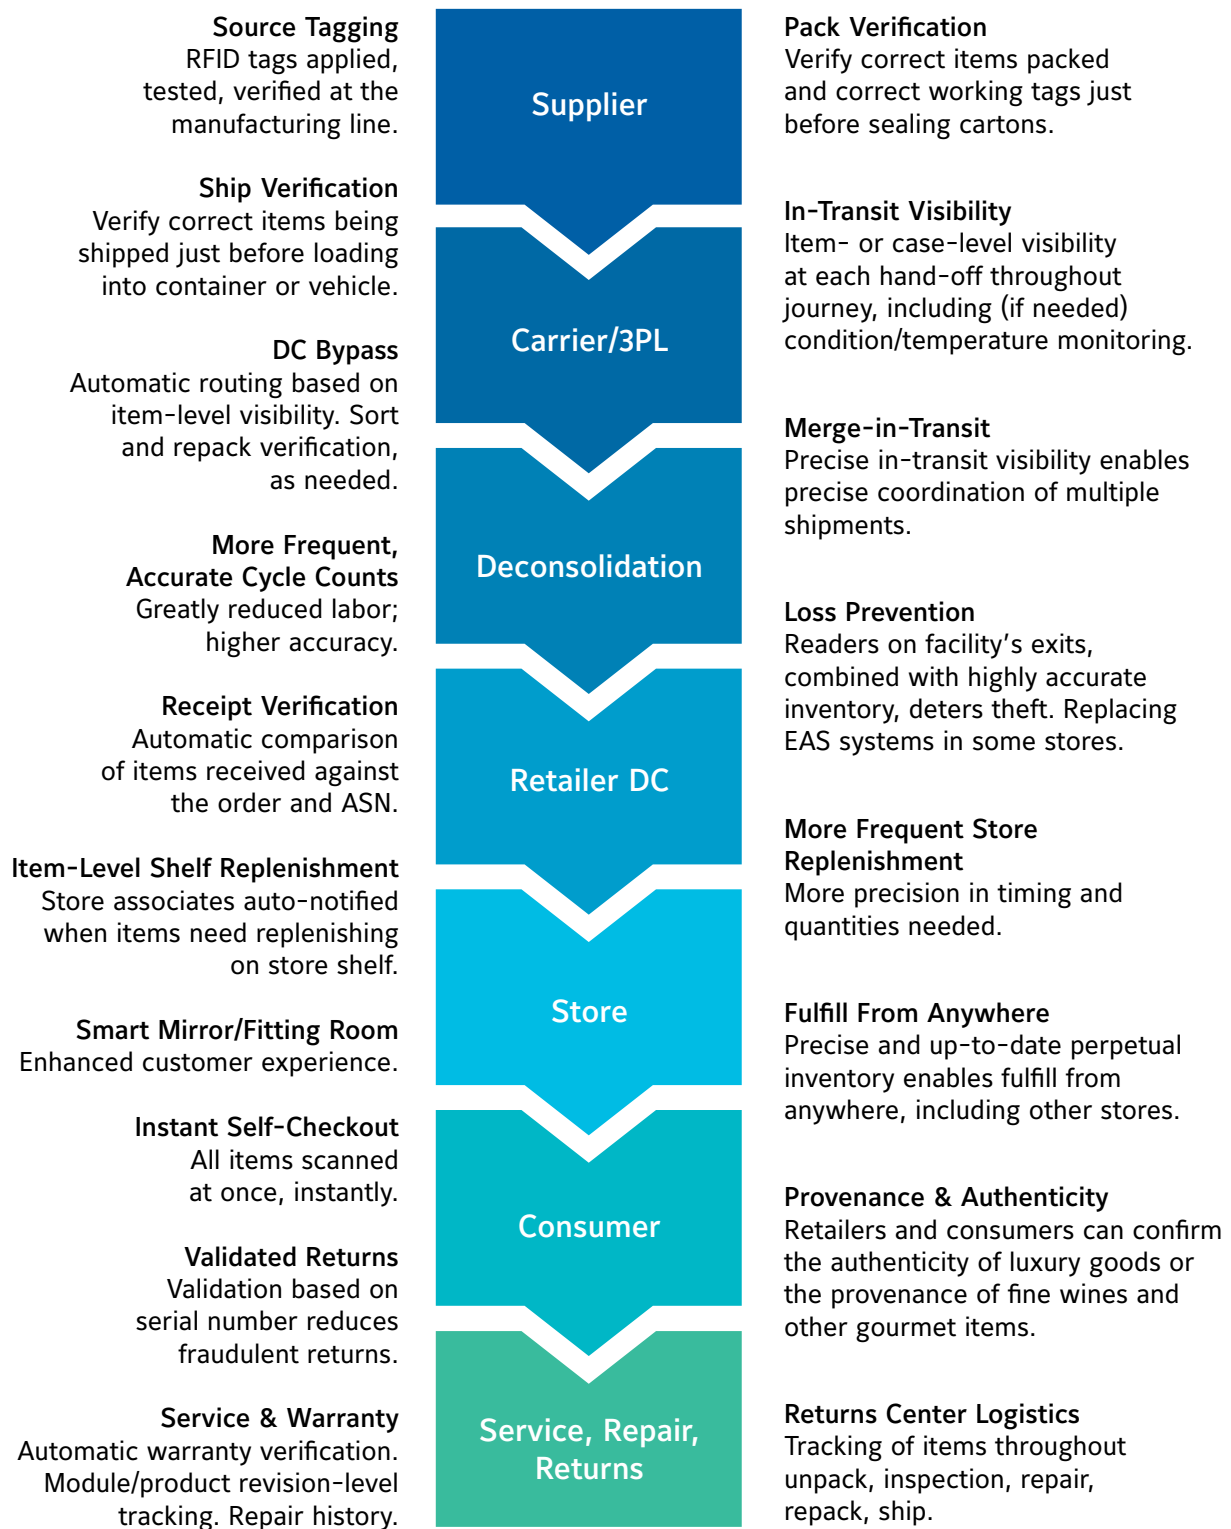 Source Tagging
RFID tags applied,
tested, verified at the
manufacturing line.
Ship Verification
Verify correct items being
shipped just before loading
into container or vehicle.
DC Bypass
Automatic routing based on
item-level visibility. Sort
and repack verification,
as needed.
More Frequent,
Accurate Cycle Counts
Greatly reduced labor;
higher accuracy.
Receipt Verification
Automatic comparison
of items received against
the order and ASN.
Item-Level Shelf Replenishment
Store associates auto-notified
when items need replenishing
on store shelf.
Smart Mirror/Fitting Room
Enhanced customer experience.
Instant Self-Checkout
All items scanned
at once, instantly.
Validated Returns
Validation based on
serial number reduces
fraudulent returns.
Service & Warranty
Automatic warranty verification.
Module/product revision-level
tracking. Repair history.
Supplier
Carrier/3PL
Deconsolidation
Retailer DC
Store
Consumer
Service, Repair,
Returns
Pack Verification
Verify correct items packed
and correct working tags just
before sealing cartons.
In-Transit Visibility
Item- or case-level visibility
at each hand-off throughout
journey, including (if needed)
condition/temperature monitoring.
Merge-in-Transit
Precise in-transit visibility enables
precise coordination of multiple
shipments.
Loss Prevention
Readers on facility’s exits,
combined with highly accurate
inventory, deters theft. Replacing
EAS systems in some stores.
More Frequent Store
Replenishment
More precision in timing and
quantities needed.
Fulfill From Anywhere
Precise and up-to-date perpetual
inventory enables fulfill from
anywhere, including other stores.
Provenance & Authenticity
Retailers and consumers can confirm
the authenticity of luxury goods or
the provenance of fine wines and
other gourmet items.
Returns Center Logistics
Tracking of items throughout
unpack, inspection, repair,
repack, ship.